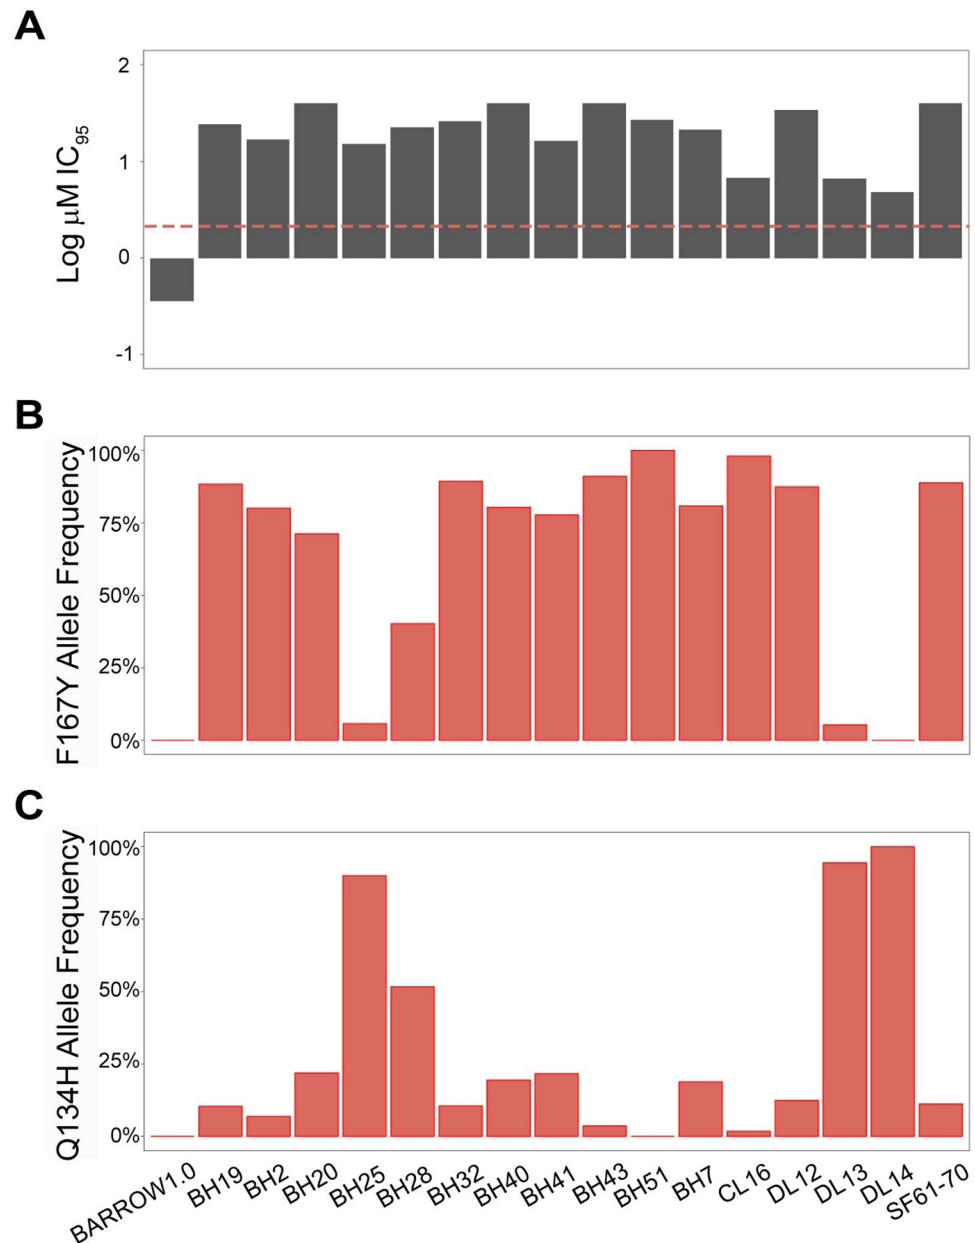 A
Log μM IC95
2
1
0
-1
B
F167Y Allele Frequency
100%
75%
50%
25%
0%
C
Q134H Allele Frequency
100%
75%
50%
25%
0%
BARROW1.0
BH19
BH2
BH20
BH25
BH28
BH32
BH40
BH41
BH43
BH51
BH7
CL16
DL12
DL13
DL14
SF61-70